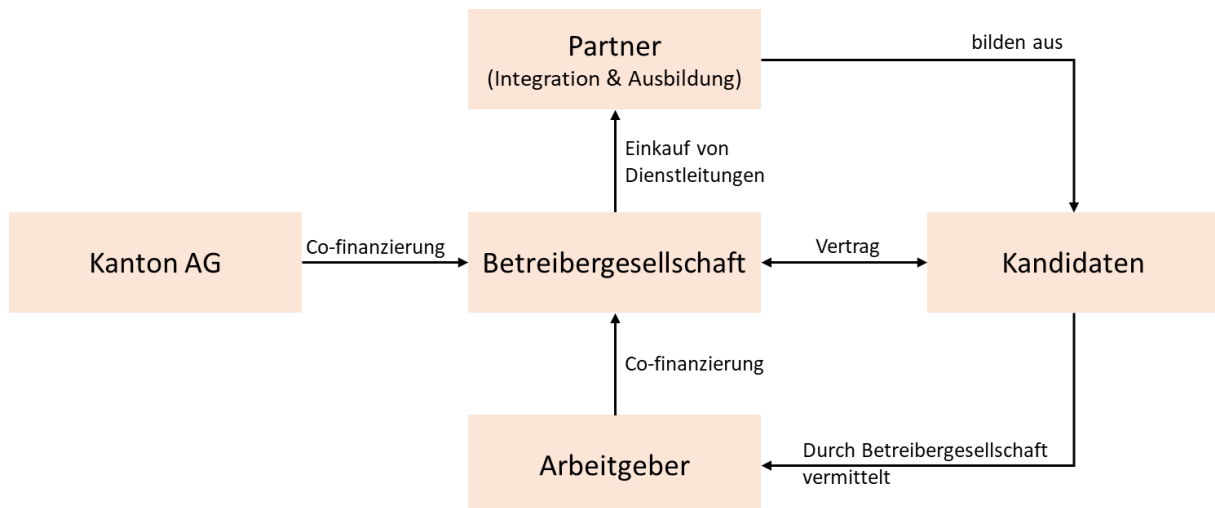 Partner
(Integration & Ausbildung)
bilden aus
Einkauf von
Dienstleitungen
Kanton AG
Co-finanzierung
Betreibergesellschaft
Vertrag
Kandidaten
Co-finanzierung
Arbeitgeber
Durch Betreibergesellschaft
vermittelt